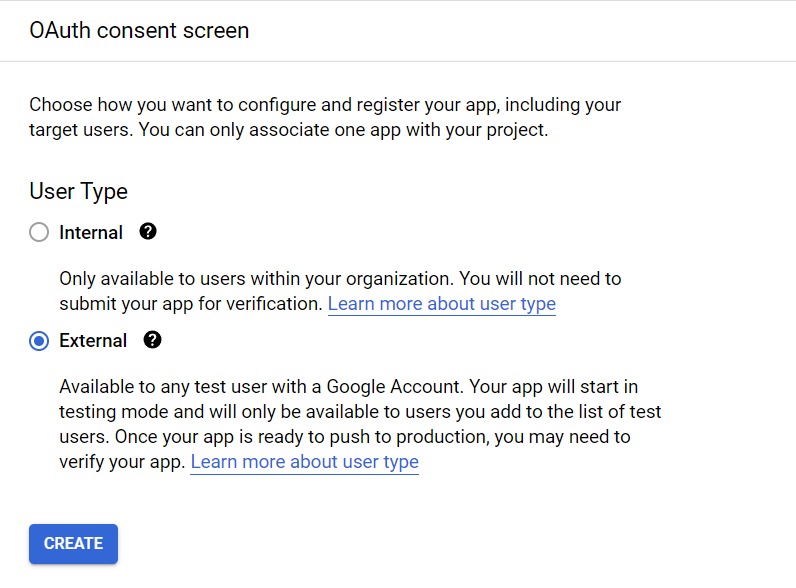 OAuth consent screen
Choose how you want to configure and register your app, including your
target users. You can only associate one app with your project.
User Type
Internal ?
Only available to users within your organization. You will not need to
submit your app for verification. Learn more about user type
External ?
Available to any test user with a Google Account. Your app will start in
testing mode and will only be available to users you add to the list of test
users. Once your app is ready to push to production, you may need to
verify your app. Learn more about user type
CREATE